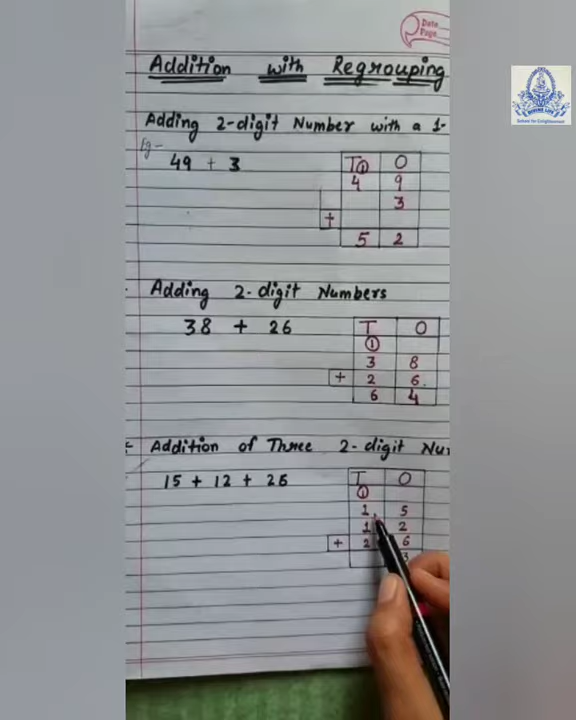 Date
Page
Addition with Regrouping
Adding 2-digit Number with a 1-
Eg-
49 + 3
T ① O
4 9
3
+
5 2
Adding 2-digit Numbers
38 + 26
T O
①
3 8
+ 2 6
6 4
Addition of Three 2-digit Nu
15 + 12 + 26
T O
①
1 5
1 2
+ 2 6
3